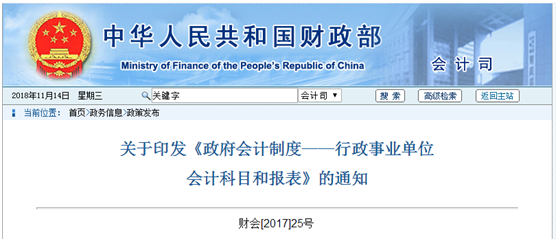 中华人民共和国财政部
Ministry of Finance of the People's Republic of China
会计司
2018年11月14日 星期三 关键字 会计司 搜索 高级检索 返回主站
当前位置：首页>政务信息>政策发布
关于印发《政府会计制度——行政事业单位
会计科目和报表》的通知
财会[2017]25号